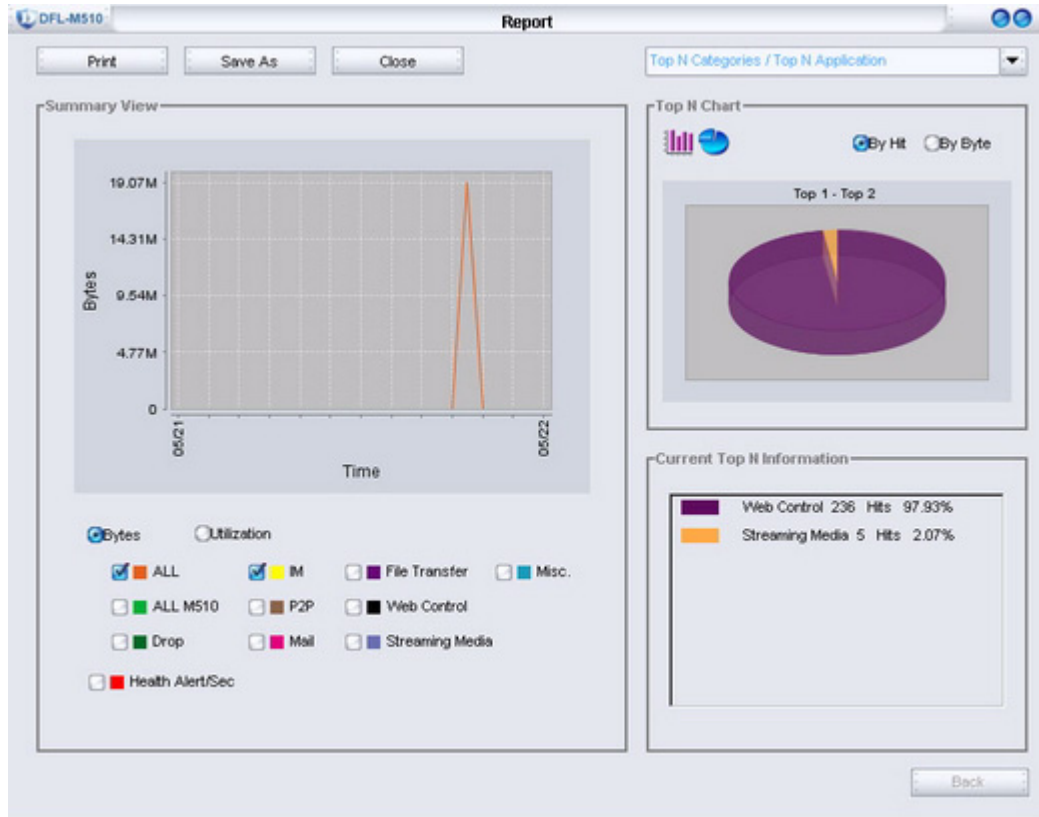 DFL-M510
Report
Print
Save As
Close
Top N Categories / Top N Application
Summary View
19.07M
14.31M
9.54M
4.77M
0
Bytes
05/21
05/22
Time
Bytes
Utilization
ALL
IM
File Transfer
Misc.
ALL M510
P2P
Web Control
Drop
Mail
Streaming Media
Health Alert/Sec
Top N Chart
By Hit
By Byte
Top 1 - Top 2
Current Top N Information
Web Control 236 Hits 97.93%
Streaming Media 5 Hits 2.07%
Back